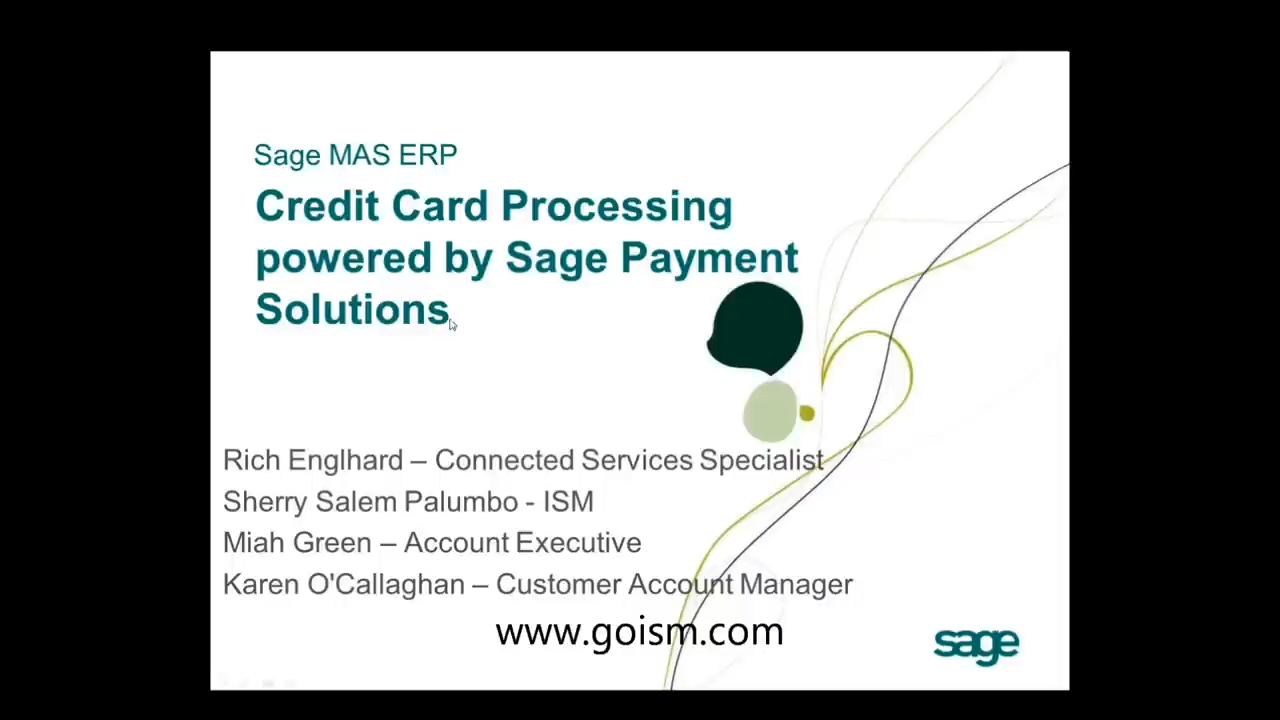 Sage MAS ERP
Credit Card Processing
powered by Sage Payment
Solutions
Rich Englhard – Connected Services Specialist
Sherry Salem Palumbo - ISM
Miah Green – Account Executive
Karen O'Callaghan – Customer Account Manager
www.goism.com
sage